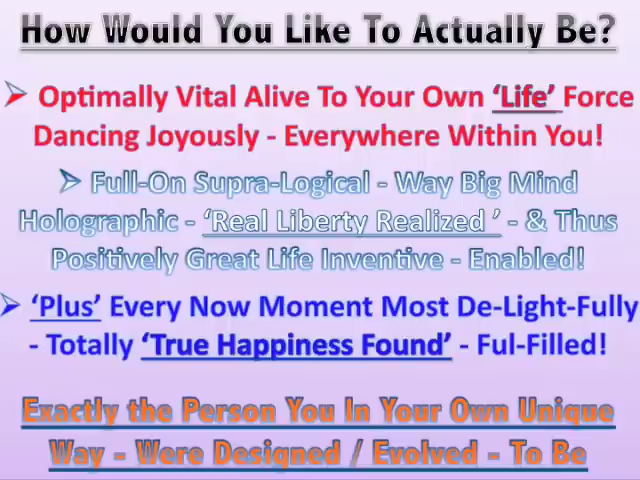 How Would You Like To Actually Be?
➢ Optimally Vital Alive To Your Own ‘Life’ Force
Dancing Joyously - Everywhere Within You!
➢ Full-On Supra-Logical - Way Big Mind
Holographic - ‘Real Liberty Realized ’ - & Thus
Positively Great Life Inventive - Enabled!
➢ ‘Plus’ Every Now Moment Most De-Light-Fully
- Totally ‘True Happiness Found’ - Ful-Filled!
Exactly the Person You In Your Own Unique
Way - Were Designed / Evolved - To Be